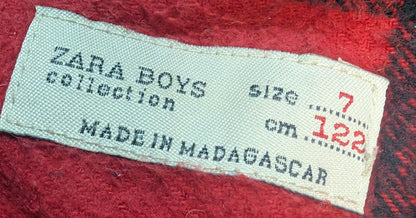 ZARA BOYS
collection
size ...7...
cm ..122
MADE IN MADAGASCAR